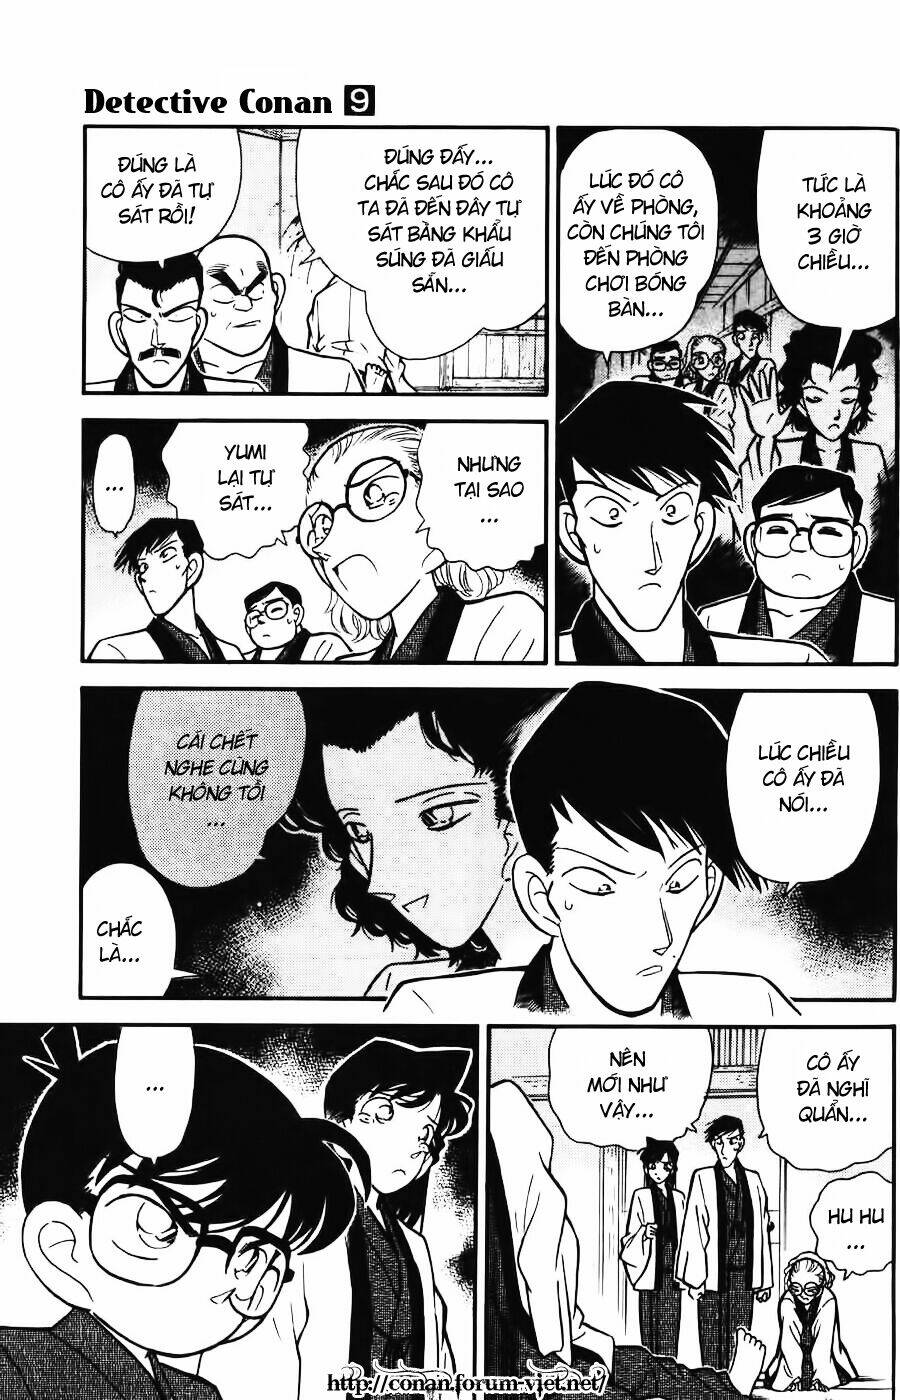 Detective Conan 9
TỨC LÀ
KHOẢNG
3 GIỜ
CHIỀU...
LÚC ĐÓ CÔ
ẤY VỀ PHÒNG,
CÒN CHÚNG TÔI
ĐẾN PHÒNG
CHƠI BÓNG
BÀN...
ĐÚNG ĐẤY...
CHẮC SAU ĐÓ CÔ
TA ĐÃ ĐẾN ĐÂY TỰ
SÁT BẰNG KHẨU
SÚNG ĐÃ GIẤU
SẴN...
ĐÚNG LÀ
CÔ ẤY ĐÃ TỰ
SÁT RỒI!
NHƯNG
TẠI SAO
...
YUMI
LẠI TỰ
SÁT...
...
LÚC CHIỀU
CÔ ẤY ĐÃ
NÓI...
CÁI CHẾT
NGHE CŨNG
KHÔNG TỒI
...
CHẮC
LÀ...
CÔ ẤY
ĐÃ NGHĨ
QUẨN...
NÊN
MỚI NHƯ
VẬY...
HU HU
...
...
http://conan.forum-viet.net/